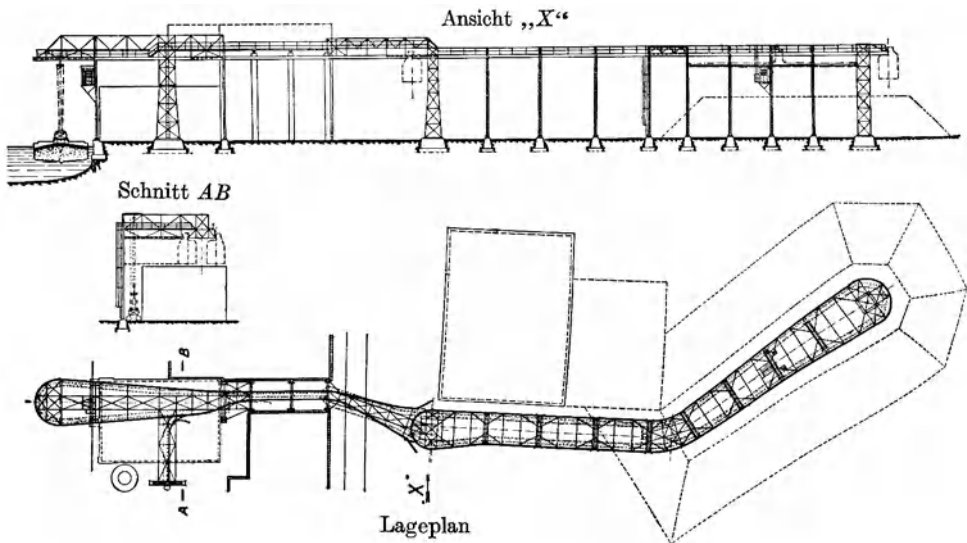 Ansicht „X“
Schnitt AB
B
A
„X“
Lageplan